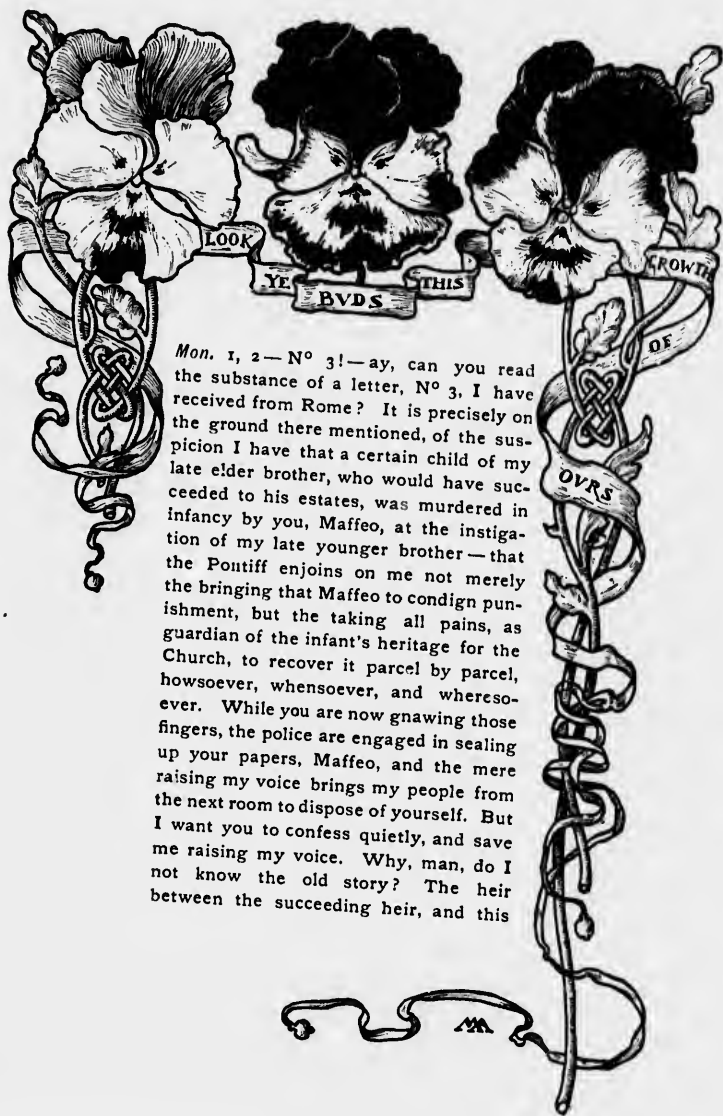 LOOK
YE
BVDS
THIS
GROWTH
OF
OVRS
Mon. 1, 2 — Nº 3! — ay, can you read
the substance of a letter, Nº 3, I have
received from Rome? It is precisely on
the ground there mentioned, of the sus-
picion I have that a certain child of my
late elder brother, who would have suc-
ceeded to his estates, was murdered in
infancy by you, Maffeo, at the instiga-
tion of my late younger brother — that
the Pontiff enjoins on me not merely
the bringing that Maffeo to condign pun-
ishment, but the taking all pains, as
guardian of the infant's heritage for the
Church, to recover it parcel by parcel,
howsoever, whensoever, and whereso-
ever. While you are now gnawing those
fingers, the police are engaged in sealing
up your papers, Maffeo, and the mere
raising my voice brings my people from
the next room to dispose of yourself. But
I want you to confess quietly, and save
me raising my voice. Why, man, do I
not know the old story? The heir
between the succeeding heir, and this